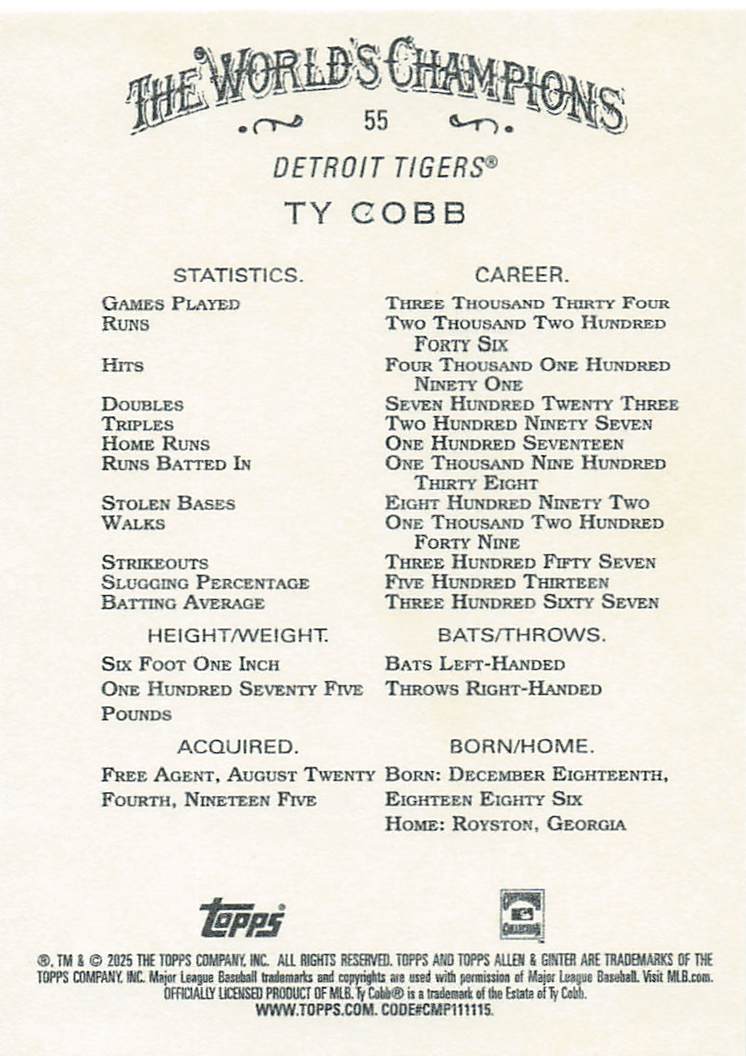 THE WORLD'S CHAMPIONS
55
DETROIT TIGERS®
TY COBB
STATISTICS. CAREER.
GAMES PLAYED THREE THOUSAND THIRTY FOUR
RUNS TWO THOUSAND TWO HUNDRED
FORTY SIX
HITS FOUR THOUSAND ONE HUNDRED
NINETY ONE
DOUBLES SEVEN HUNDRED TWENTY THREE
TRIPLES TWO HUNDRED NINETY SEVEN
HOME RUNS ONE HUNDRED SEVENTEEN
RUNS BATTED IN ONE THOUSAND NINE HUNDRED
THIRTY EIGHT
STOLEN BASES EIGHT HUNDRED NINETY TWO
WALKS ONE THOUSAND TWO HUNDRED
FORTY NINE
STRIKEOUTS THREE HUNDRED FIFTY SEVEN
SLUGGING PERCENTAGE FIVE HUNDRED THIRTEEN
BATTING AVERAGE THREE HUNDRED SIXTY SEVEN
HEIGHT/WEIGHT. BATS/THROWS.
SIX FOOT ONE INCH BATS LEFT-HANDED
ONE HUNDRED SEVENTY FIVE THROWS RIGHT-HANDED
POUNDS
ACQUIRED. BORN/HOME.
FREE AGENT, AUGUST TWENTY BORN: DECEMBER EIGHTEENTH,
FOURTH, NINETEEN FIVE EIGHTEEN EIGHTY SIX
HOME: ROYSTON, GEORGIA
Topps
COOPERSTOWN COLLECTION
®, TM & © 2025 THE TOPPS COMPANY, INC. ALL RIGHTS RESERVED. TOPPS AND TOPPS ALLEN & GINTER ARE TRADEMARKS OF THE
TOPPS COMPANY, INC. Major League Baseball trademarks and copyrights are used with permission of Major League Baseball. Visit MLB.com.
OFFICIALLY LICENSED PRODUCT OF MLB. Ty Cobb® is a trademark of the Estate of Ty Cobb.
WWW.TOPPS.COM. CODE#CMP111115.